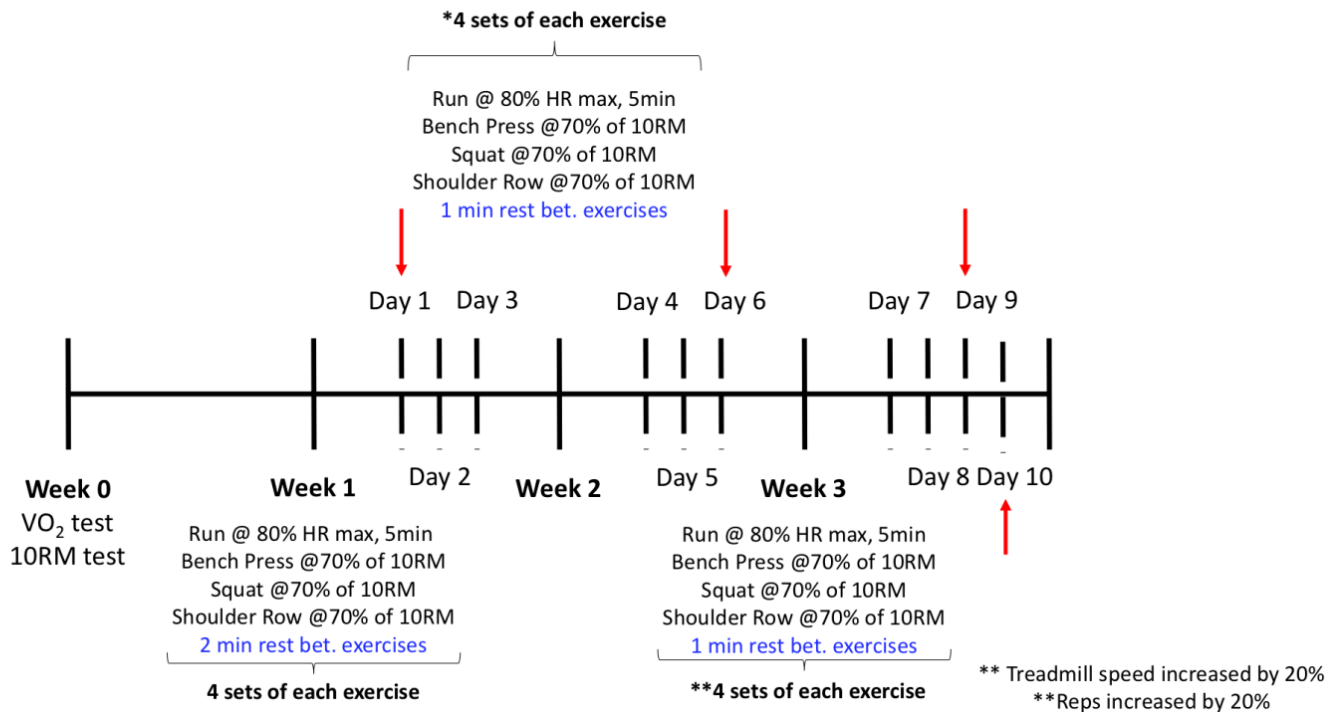 *4 sets of each exercise
Run @ 80% HR max, 5min
Bench Press @70% of 10RM
Squat @70% of 10RM
Shoulder Row @70% of 10RM
1 min rest bet. exercises
Day 1
Day 3
Day 4
Day 6
Day 7
Day 9
Day 2
Day 5
Day 8
Day 10
Week 0
VO₂ test
10RM test
Week 1
Week 2
Week 3
Run @ 80% HR max, 5min
Bench Press @70% of 10RM
Squat @70% of 10RM
Shoulder Row @70% of 10RM
2 min rest bet. exercises
4 sets of each exercise
Run @ 80% HR max, 5min
Bench Press @70% of 10RM
Squat @70% of 10RM
Shoulder Row @70% of 10RM
1 min rest bet. exercises
**4 sets of each exercise
** Treadmill speed increased by 20%
**Reps increased by 20%